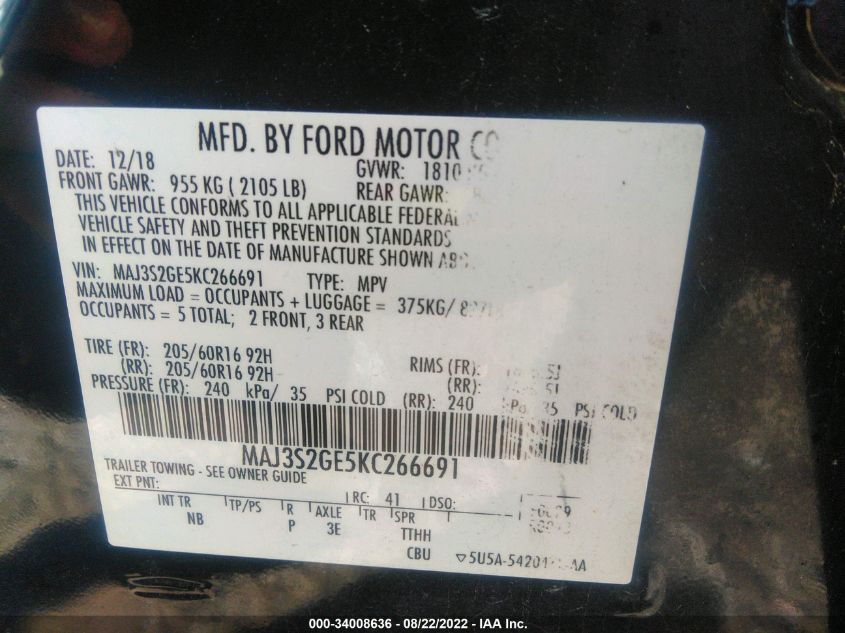 MFD. BY FORD MOTOR
DATE: 12/18 GVWR: 1810
FRONT GAWR: 955 KG ( 2105 LB) REAR GAWR:
THIS VEHICLE CONFORMS TO ALL APPLICABLE FEDERAL
VEHICLE SAFETY AND THEFT PREVENTION STANDARDS
IN EFFECT ON THE DATE OF MANUFACTURE SHOWN
VIN: MAJ3S2GE5KC266691 TYPE: MPV
MAXIMUM LOAD = OCCUPANTS + LUGGAGE = 375KG/
OCCUPANTS = 5 TOTAL; 2 FRONT, 3 REAR
TIRE (FR): 205/60R16 92H RIMS (FR):
(RR): 205/60R16 92H (RR):
PRESSURE (FR): 240 kPa/ 35 PSI COLD (RR): 240 kPa/ 35 PSI COLD
MAJ3S2GE5KC266691
TRAILER TOWING - SEE OWNER GUIDE
EXT PNT: RC: 41 DSO:
INT TR TP/PS R AXLE TR SPR
NB P 3E TTHH
CBU
000-34008636 - 08/22/2022 - IAA Inc.